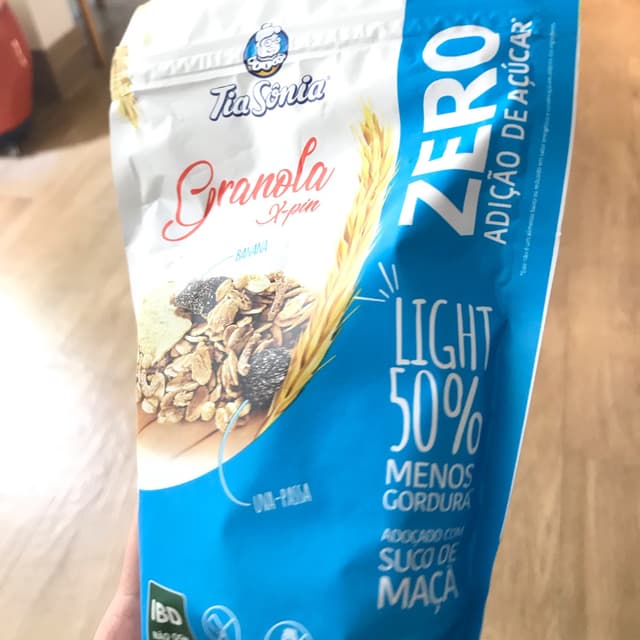 Tia Sônia
Granola
X-pin
BANANA
UVA-PASSA
ZERO
ADIÇÃO DE AÇÚCAR*
LIGHT
50%
MENOS
GORDURA
ADOÇADO COM
SUCO DE
MAÇÃ
IBD
NÃO